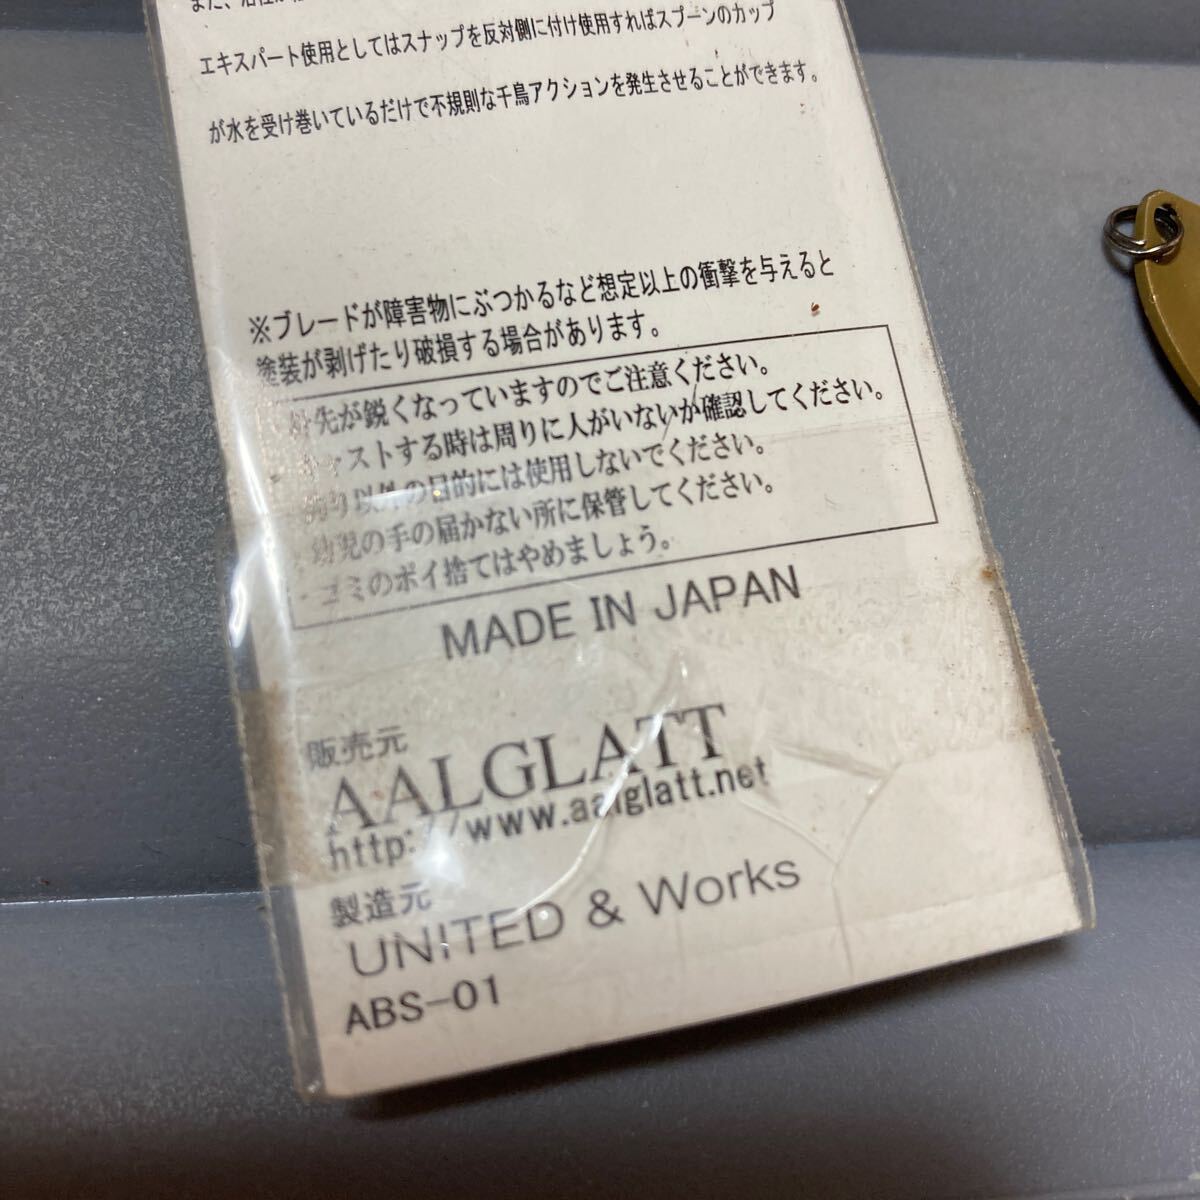 エキスパート使用としてはスナップを反対側に付け使用すればスプーンのカップ
が水を受け巻いているだけで不規則な千鳥アクションを発生させることができます。
※ブレードが障害物にぶつかるなど想定以上の衝撃を与えると
塗装が剥げたり破損する場合があります。
・針先が鋭くなっていますのでご注意ください。
・キャストする時は周りに人がいないか確認してください。
・釣り以外の目的には使用しないでください。
・幼児の手の届かない所に保管してください。
・ゴミのポイ捨てはやめましょう。
MADE IN JAPAN
販売元
AALGLATT
http://www.aalglatt.net
製造元
UNITED & Works
ABS-01